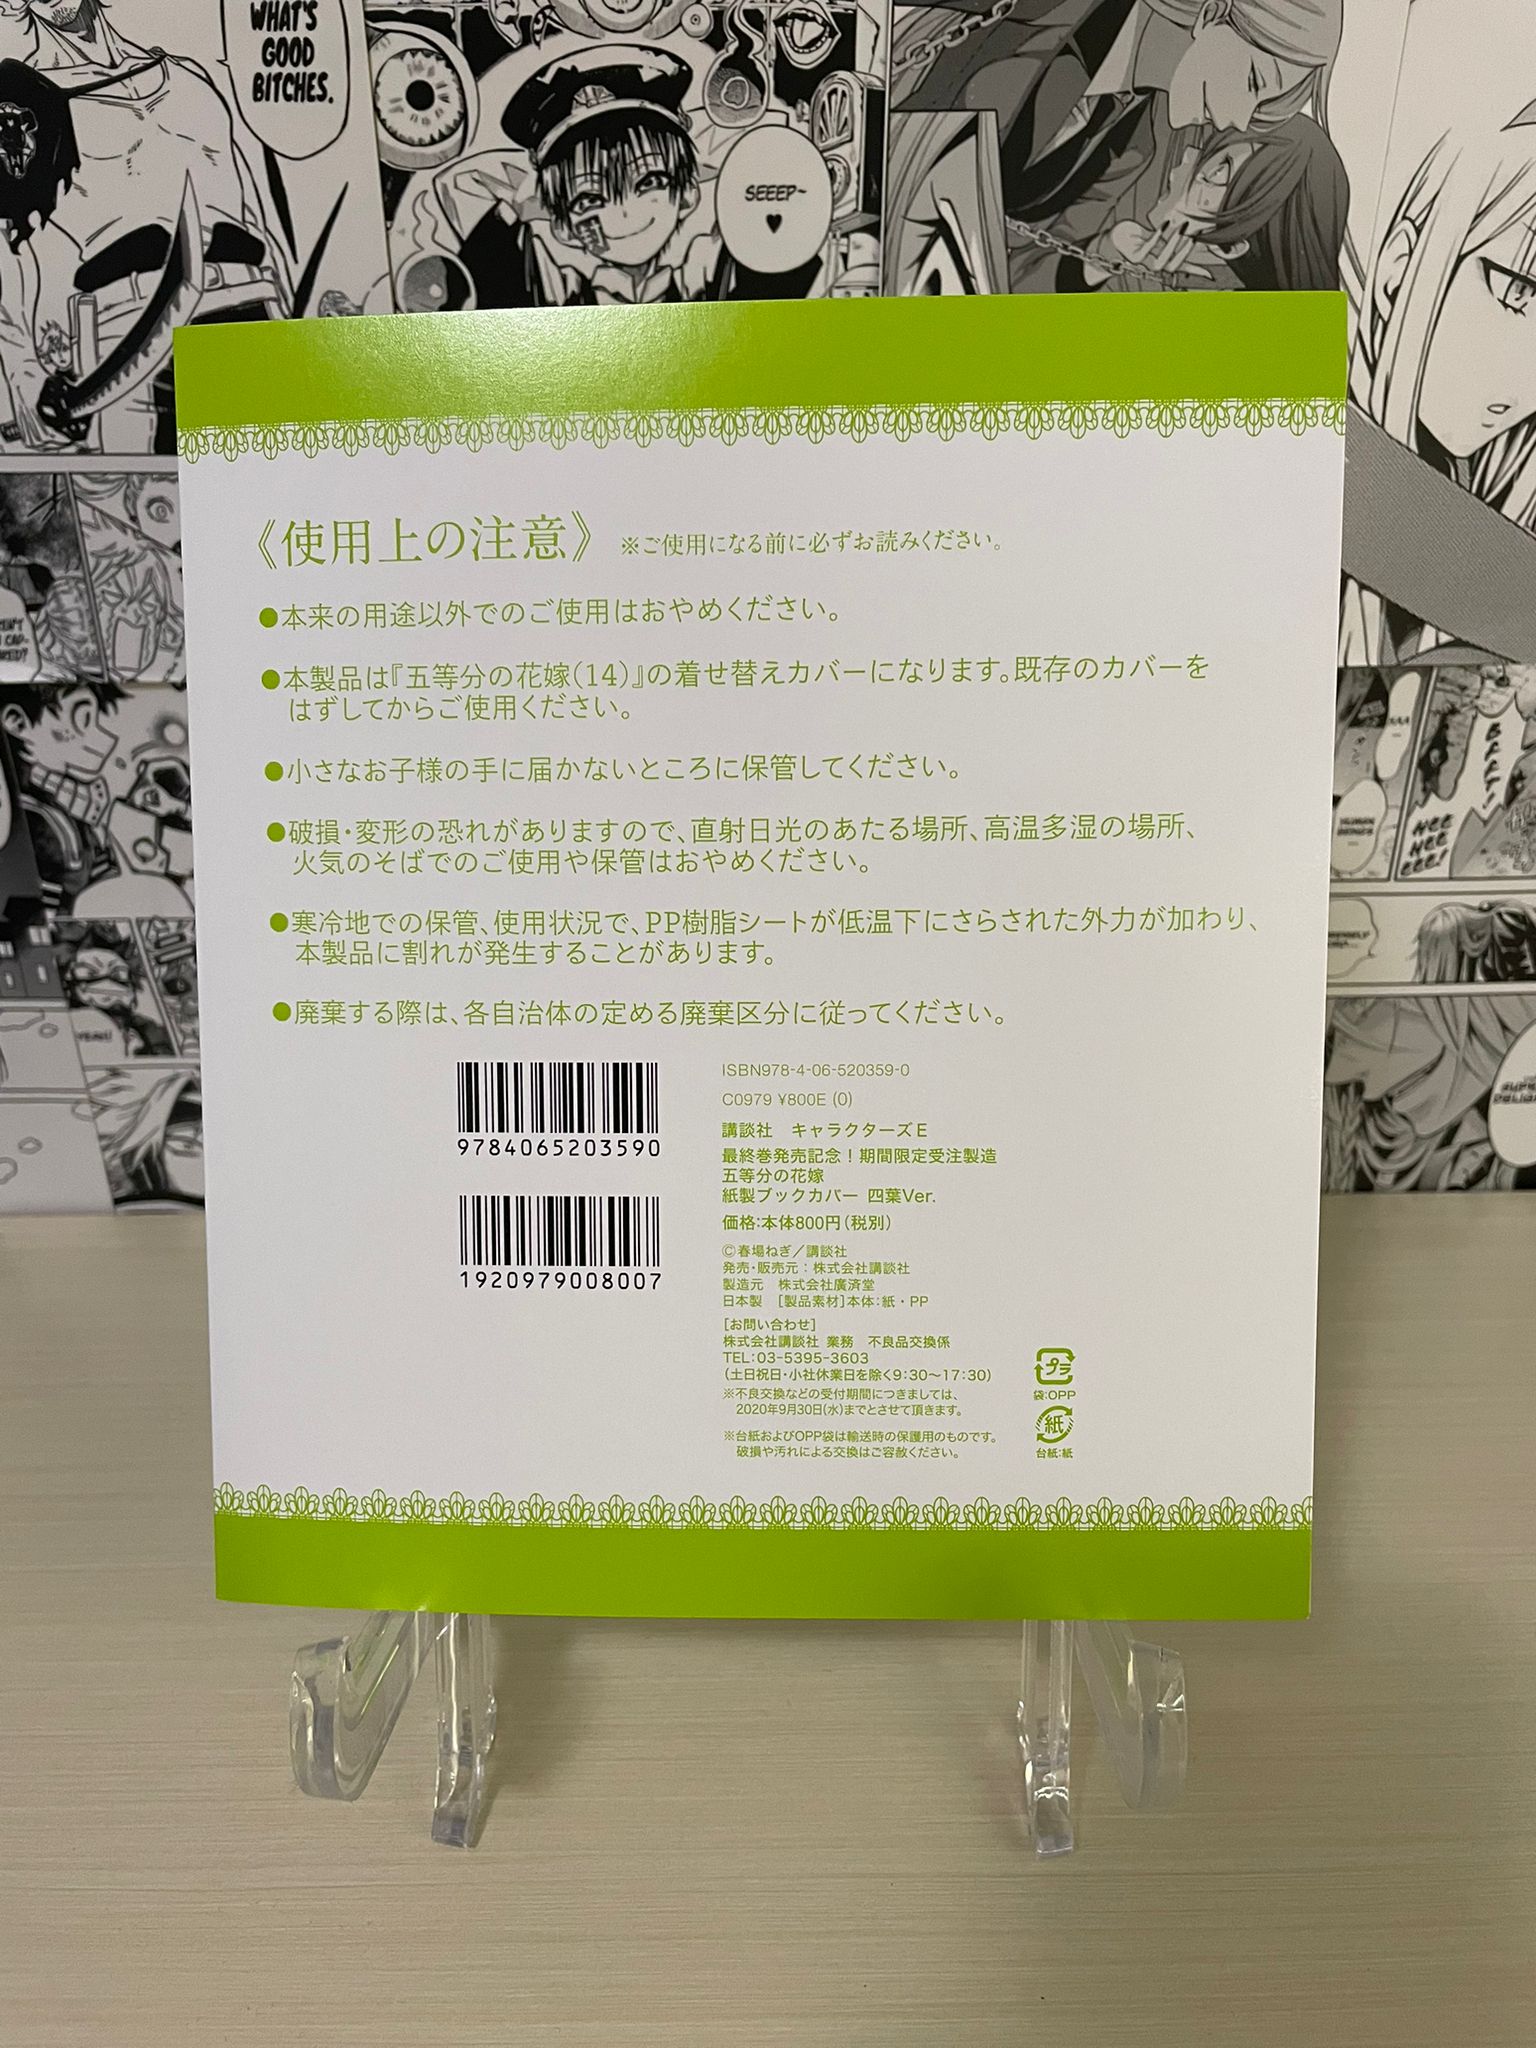 WHAT'S
GOOD
BITCHES.
SEEEP~
♥
《使用上の注意》 ※ご使用になる前に必ずお読みください。
●本来の用途以外でのご使用はおやめください。
●本製品は『五等分の花嫁(14)』の着せ替えカバーになります。既存のカバーを
はずしてからご使用ください。
●小さなお子様の手に届かないところに保管してください。
●破損・変形の恐れがありますので、直射日光のあたる場所、高温多湿の場所、
火気のそばでのご使用や保管はおやめください。
●寒冷地での保管、使用状況で、PP樹脂シートが低温下にさらされた外力が加わり、
本製品に割れが発生することがあります。
●廃棄する際は、各自治体の定める廃棄区分に従ってください。
9784065203590
1920979008007
ISBN978-4-06-520359-0
C0979 ¥800E (0)
講談社 キャラクターズE
最終巻発売記念！期間限定受注製造
五等分の花嫁
紙製ブックカバー 四葉Ver.
価格:本体800円(税別)
©春場ねぎ／講談社
発売・販売元：株式会社講談社
製造元 株式会社廣済堂
日本製 [製品素材]本体:紙・PP
[お問い合わせ]
株式会社講談社 業務 不良品交換係
TEL:03-5395-3603
(土日祝日・小社休業日を除く9:30〜17:30)
※不良交換などの受付期間につきましては、
2020年9月30日(水)までとさせて頂きます。
※台紙およびOPP袋は輸送時の保護用のものです。
破損や汚れによる交換はご容赦ください。
プラ
袋:OPP
紙
台紙:紙
YEAH!
HUMAN
BEINGS
HEE
HEE
HEE!